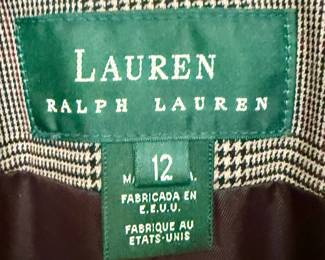 LAUREN
RALPH LAUREN
12
FABRICADA EN
E.E.U.U.
FABRIQUE AU
ETATS-UNIS